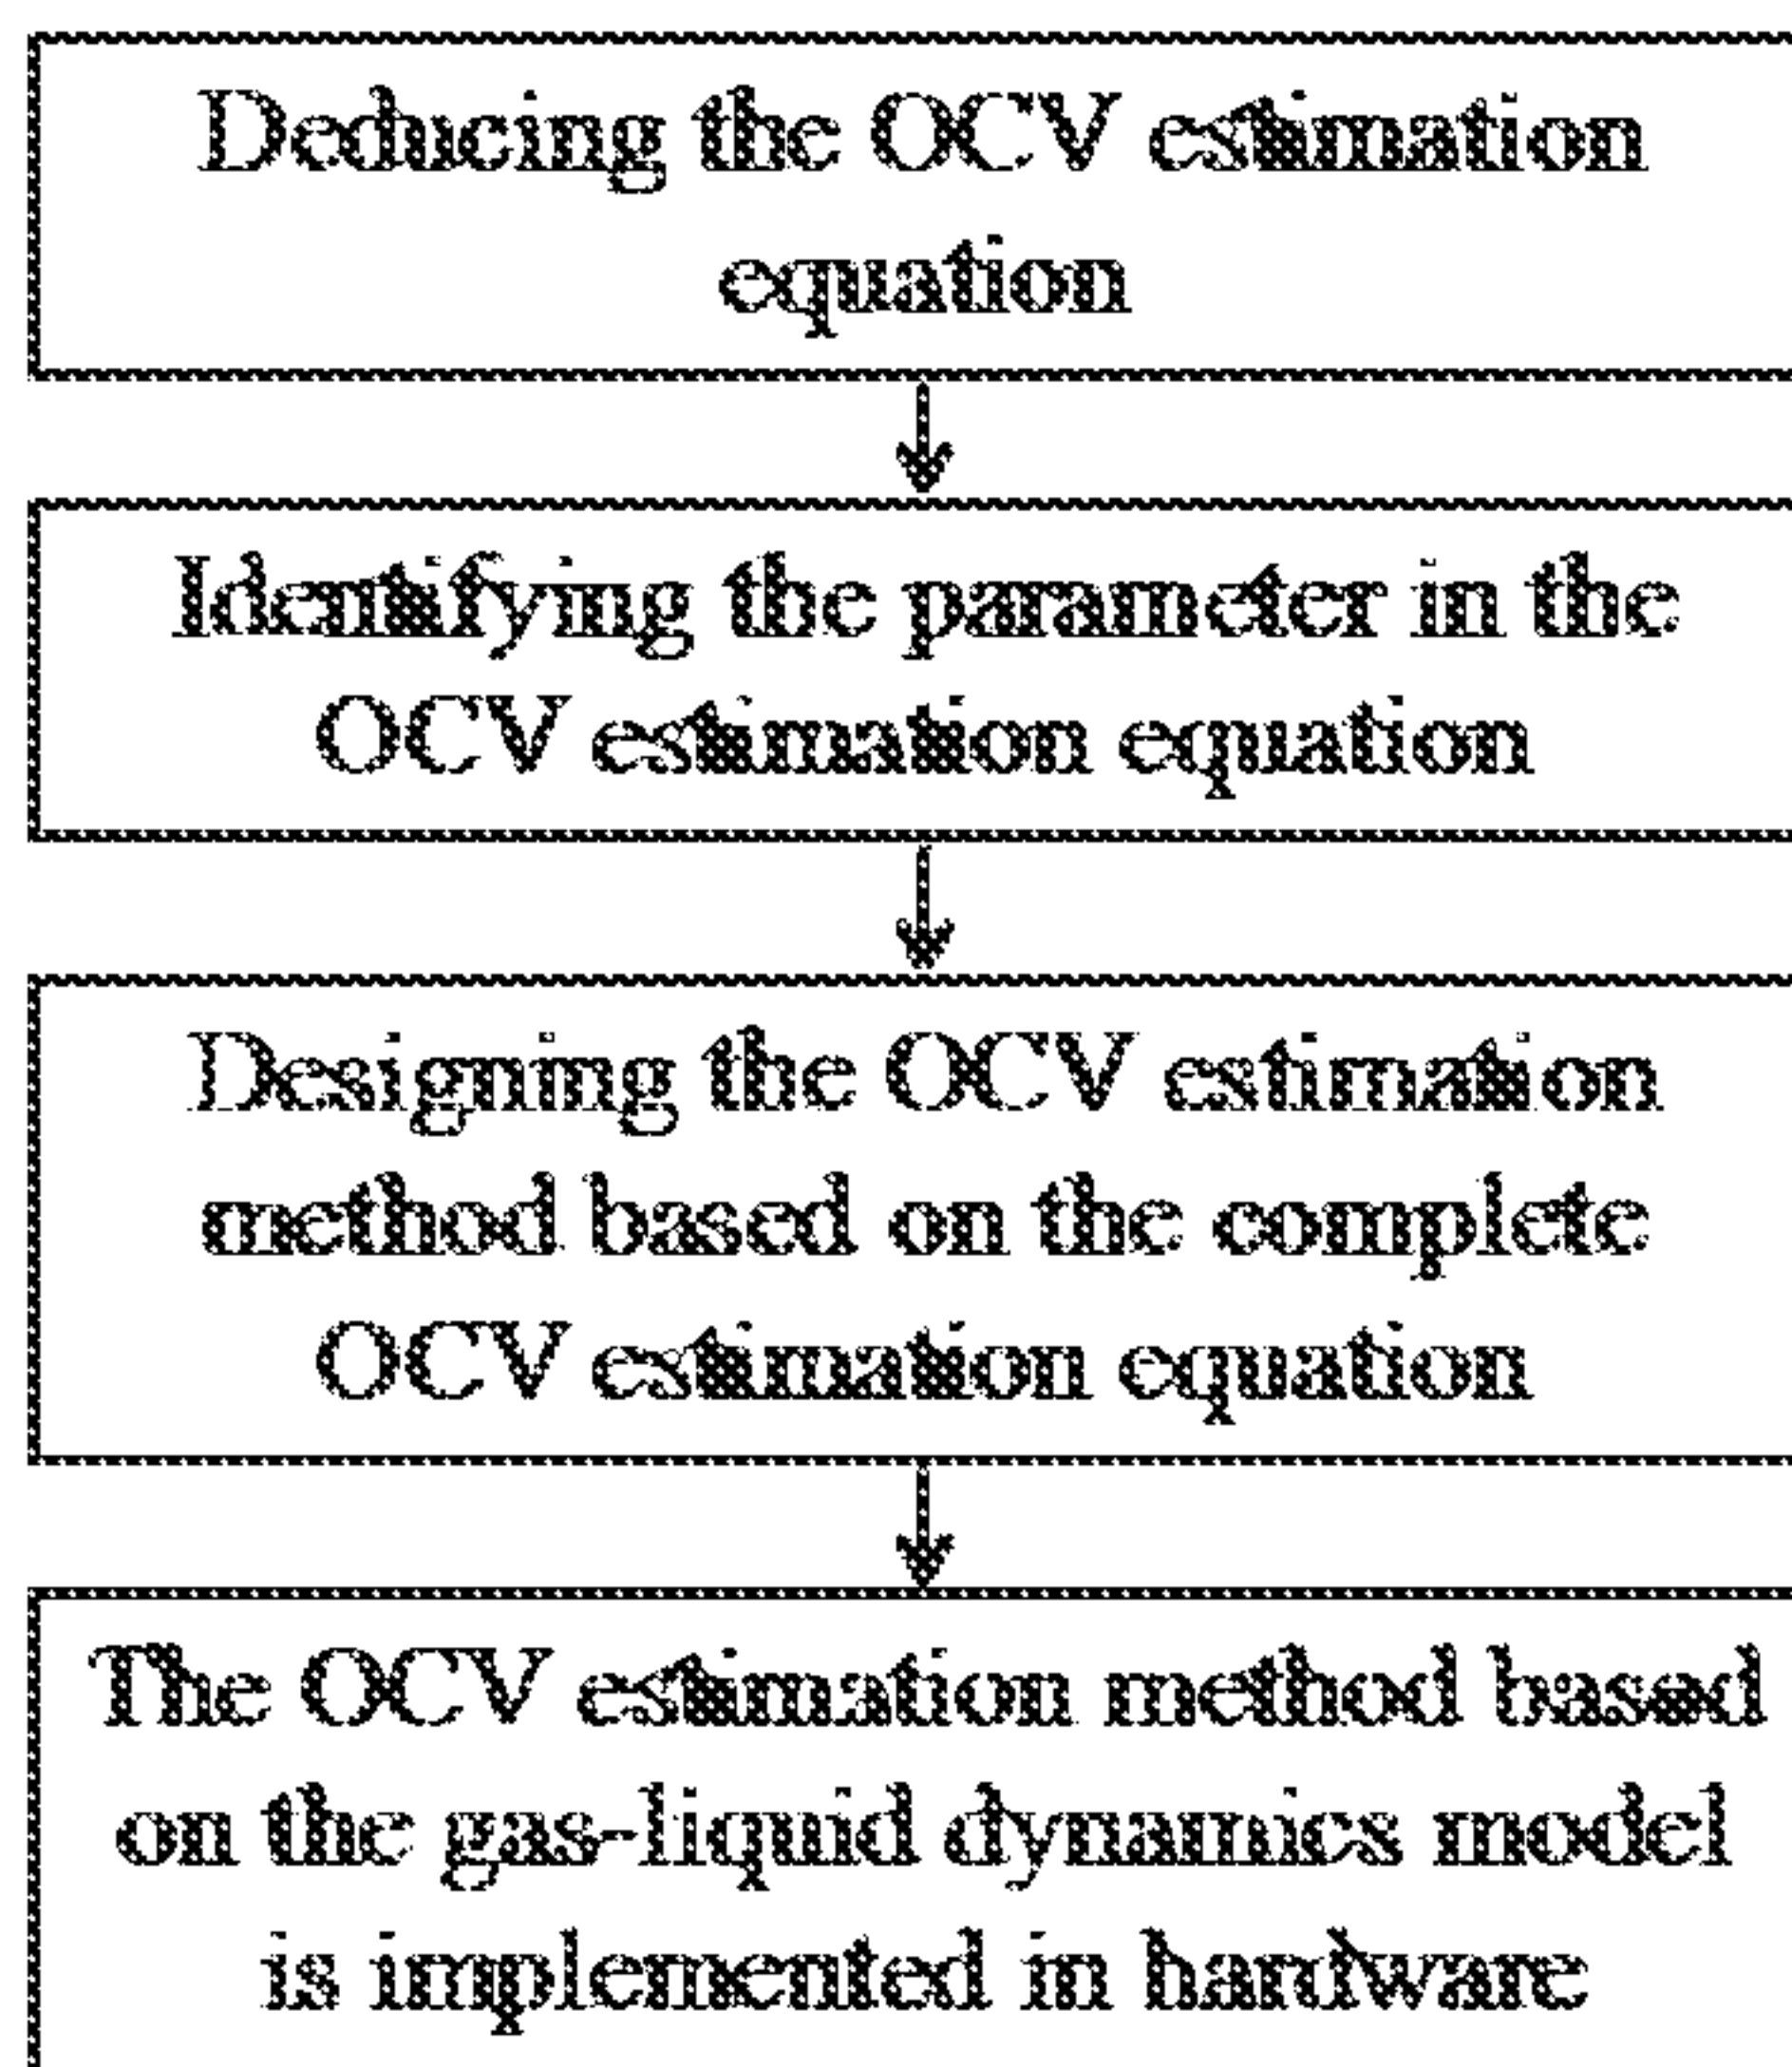 Deducing the OCV estimation
equation
Identifying the parameter in the
OCV estimation equation
Designing the OCV estimation
method based on the complete
OCV estimation equation
The OCV estimation method based
on the gas-liquid dynamics model
is implemented in hardware